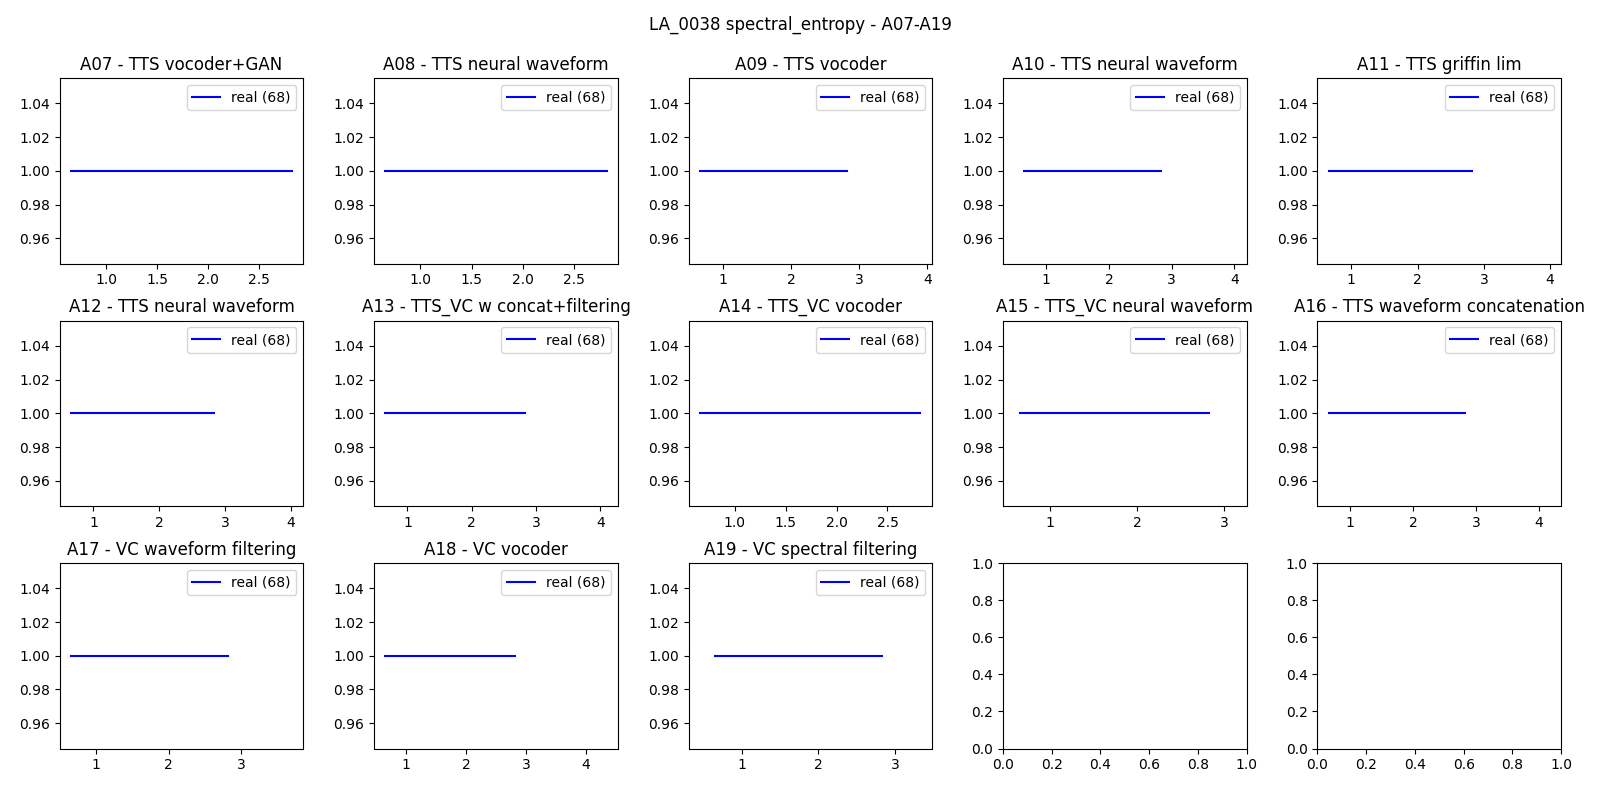 LA_0038 spectral_entropy - A07-A19
A07 - TTS vocoder+GAN
real (68)
1.04
1.02
1.00
0.98
0.96
1.0 1.5 2.0 2.5
A08 - TTS neural waveform
real (68)
1.04
1.02
1.00
0.98
0.96
1.0 1.5 2.0 2.5
A09 - TTS vocoder
real (68)
1.04
1.02
1.00
0.98
0.96
1 2 3 4
A10 - TTS neural waveform
real (68)
1.04
1.02
1.00
0.98
0.96
1 2 3 4
A11 - TTS griffin lim
real (68)
1.04
1.02
1.00
0.98
0.96
1 2 3 4
A12 - TTS neural waveform
real (68)
1.04
1.02
1.00
0.98
0.96
1 2 3 4
A13 - TTS_VC w concat+filtering
real (68)
1.04
1.02
1.00
0.98
0.96
1 2 3 4
A14 - TTS_VC vocoder
real (68)
1.04
1.02
1.00
0.98
0.96
1.0 1.5 2.0 2.5
A15 - TTS_VC neural waveform
real (68)
1.04
1.02
1.00
0.98
0.96
1 2 3
A16 - TTS waveform concatenation
real (68)
1.04
1.02
1.00
0.98
0.96
1 2 3 4
A17 - VC waveform filtering
real (68)
1.04
1.02
1.00
0.98
0.96
1 2 3
A18 - VC vocoder
real (68)
1.04
1.02
1.00
0.98
0.96
1 2 3 4
A19 - VC spectral filtering
real (68)
1.04
1.02
1.00
0.98
0.96
1 2 3
1.0
0.8
0.6
0.4
0.2
0.0
0.0 0.2 0.4 0.6 0.8 1.0
1.0
0.8
0.6
0.4
0.2
0.0
0.0 0.2 0.4 0.6 0.8 1.0